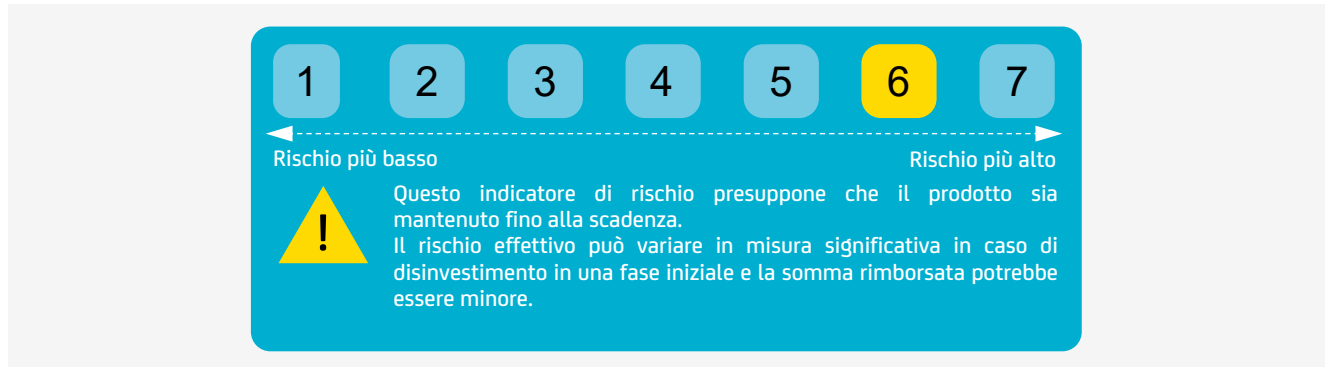 1 2 3 4 5 6 7
Rischio più basso Rischio più alto
! Questo indicatore di rischio presuppone che il prodotto sia
mantenuto fino alla scadenza.
Il rischio effettivo può variare in misura significativa in caso di
disinvestimento in una fase iniziale e la somma rimborsata potrebbe
essere minore.